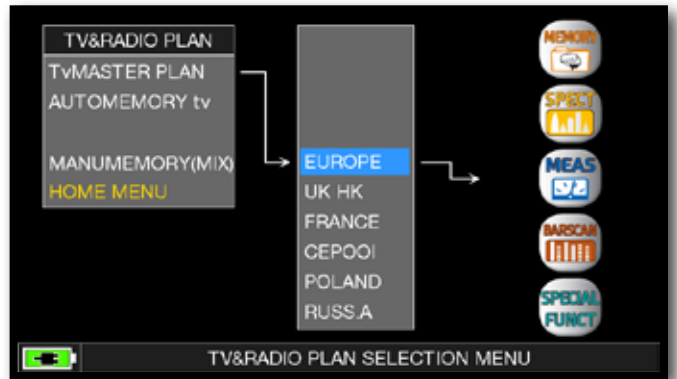 TV&RADIO PLAN
TvMASTER PLAN
AUTOMEMORY tv
MANUMEMORY(MIX)
HOME MENU
EUROPE
UK HK
FRANCE
CEPOOI
POLAND
RUSS.A
MEMORY
SPECT
MEAS
BARSCAN
SPECIAL
FUNCT
TV&RADIO PLAN SELECTION MENU